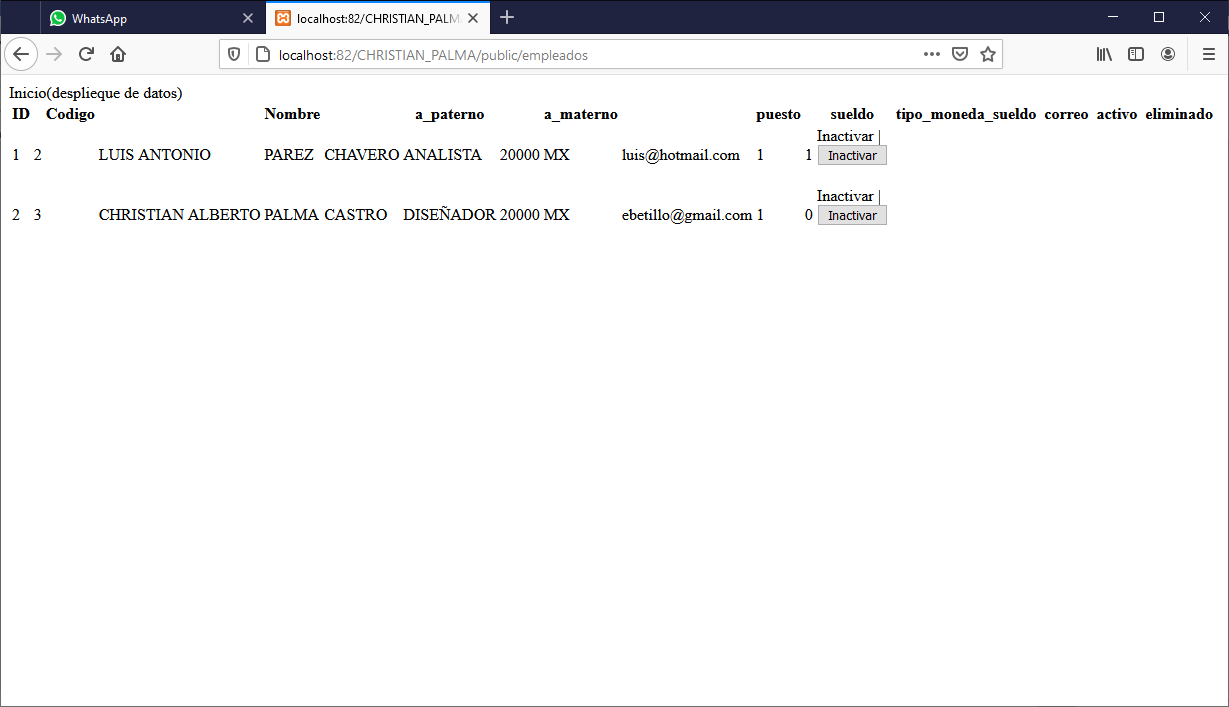 WhatsApp
localhost:82/CHRISTIAN_PALMA
localhost:82/CHRISTIAN_PALMA/public/empleados
Inicio(desplieque de datos)
ID Codigo Nombre a_paterno a_materno puesto sueldo tipo_moneda_sueldo correo activo eliminado
Inactivar |
1 2 LUIS ANTONIO PAREZ CHAVERO ANALISTA 20000 MX luis@hotmail.com 1 1 Inactivar
Inactivar |
2 3 CHRISTIAN ALBERTO PALMA CASTRO DISEÑADOR 20000 MX ebetillo@gmail.com 1 0 Inactivar